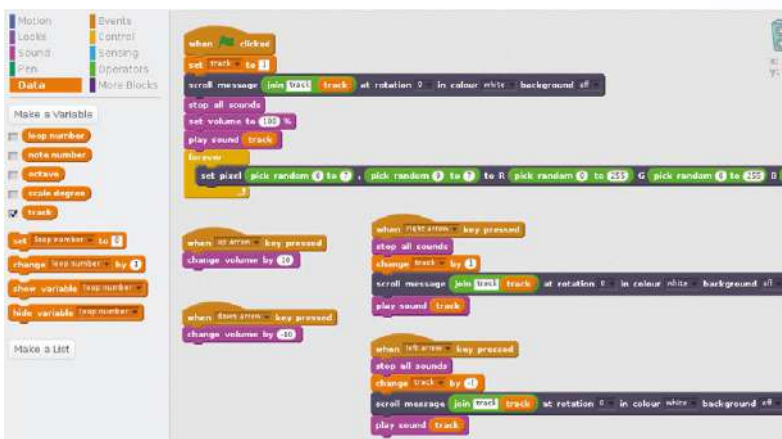 Motion Events
Looks Control
Sound Sensing
Pen Operators
Data More Blocks
Make a Variable
loop number
note number
octave
scale degree
track
set loop number to 0
change loop number by 1
show variable loop number
hide variable loop number
Make a List
when clicked
set track to 1
scroll message join track track at rotation 0 in colour white background off
stop all sounds
set volume to 100 %
play sound track
forever
set pixel pick random 0 to 7 , pick random 0 to 7 to R pick random 0 to 255 G pick random 0 to 255 B
when up arrow key pressed
change volume by 10
when down arrow key pressed
change volume by -10
when right arrow key pressed
stop all sounds
change track by 1
scroll message join track track at rotation 0 in colour white background off
play sound track
when left arrow key pressed
stop all sounds
change track by -1
scroll message join track track at rotation 0 in colour white background off
play sound track